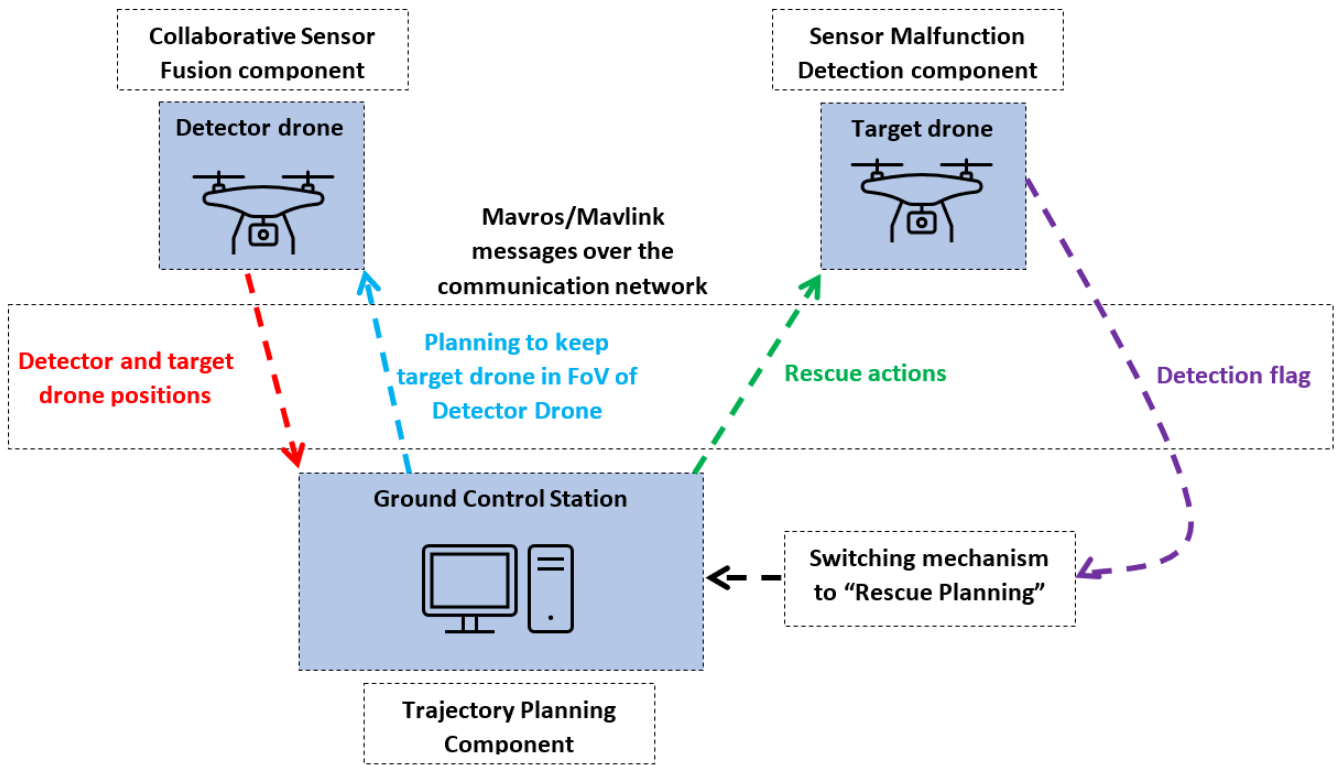 Collaborative Sensor
Fusion component
Sensor Malfunction
Detection component
Detector drone
Target drone
Mavros/Mavlink
messages over the
communication network
Detector and target
drone positions
Planning to keep
target drone in FoV of
Detector Drone
Rescue actions
Detection flag
Ground Control Station
Switching mechanism
to “Rescue Planning”
Trajectory Planning
Component